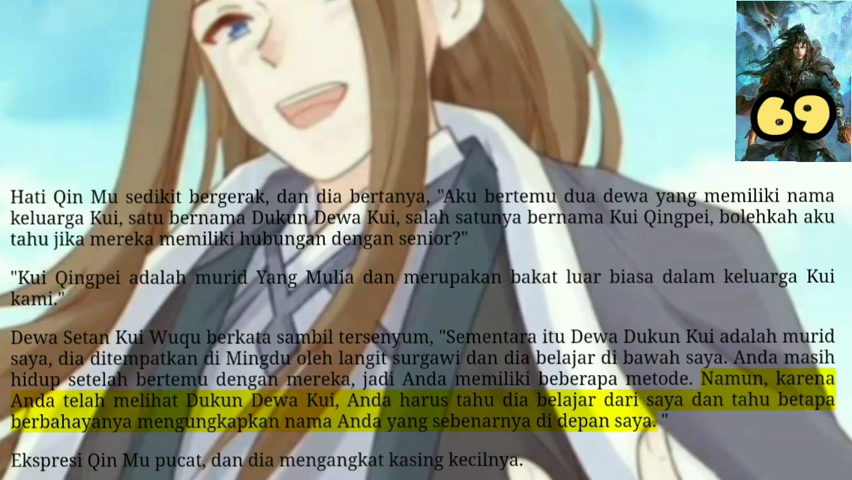 69
Hati Qin Mu sedikit bergerak, dan dia bertanya, "Aku bertemu dua dewa yang memiliki nama
keluarga Kui, satu bernama Dukun Dewa Kui, salah satunya bernama Kui Qingpei, bolehkah aku
tahu jika mereka memiliki hubungan dengan senior?"
"Kui Qingpei adalah murid Yang Mulia dan merupakan bakat luar biasa dalam keluarga Kui
kami."
Dewa Setan Kui Wuqu berkata sambil tersenyum, "Sementara itu Dewa Dukun Kui adalah murid
saya, dia ditempatkan di Mingdu oleh langit surgawi dan dia belajar di bawah saya. Anda masih
hidup setelah bertemu dengan mereka, jadi Anda memiliki beberapa metode. Namun, karena
Anda telah melihat Dukun Dewa Kui, Anda harus tahu dia belajar dari saya dan tahu betapa
berbahayanya mengungkapkan nama Anda yang sebenarnya di depan saya. "
Ekspresi Qin Mu pucat, dan dia mengangkat kasing kecilnya.